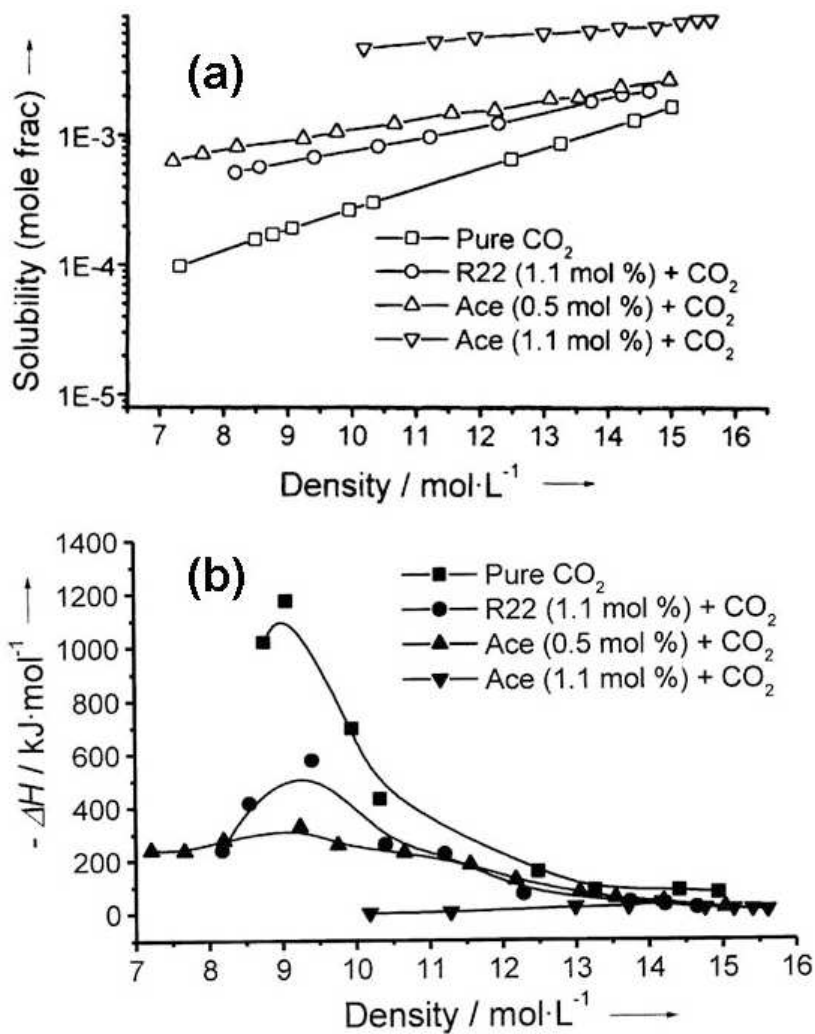 (a)
Solubility (mole frac) →
1E-3
1E-4
1E-5
Pure CO₂
R22 (1.1 mol %) + CO₂
Ace (0.5 mol %) + CO₂
Ace (1.1 mol %) + CO₂
7 8 9 10 11 12 13 14 15 16
Density / mol·L⁻¹ →
(b)
- ΔH / kJ·mol⁻¹ →
1400
1200
1000
800
600
400
200
0
Pure CO₂
R22 (1.1 mol %) + CO₂
Ace (0.5 mol %) + CO₂
Ace (1.1 mol %) + CO₂
7 8 9 10 11 12 13 14 15 16
Density / mol·L⁻¹ →